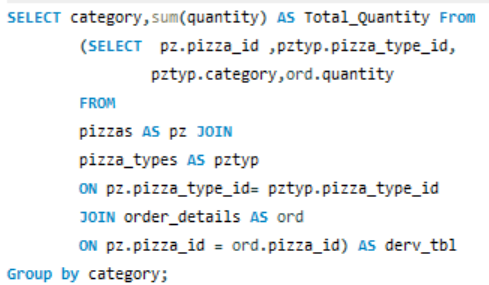 SELECT category,sum(quantity) AS Total_Quantity From
(SELECT pz.pizza_id ,pztyp.pizza_type_id,
pztyp.category,ord.quantity
FROM
pizzas AS pz JOIN
pizza_types AS pztyp
ON pz.pizza_type_id= pztyp.pizza_type_id
JOIN order_details AS ord
ON pz.pizza_id = ord.pizza_id) AS derv_tbl
Group by category;